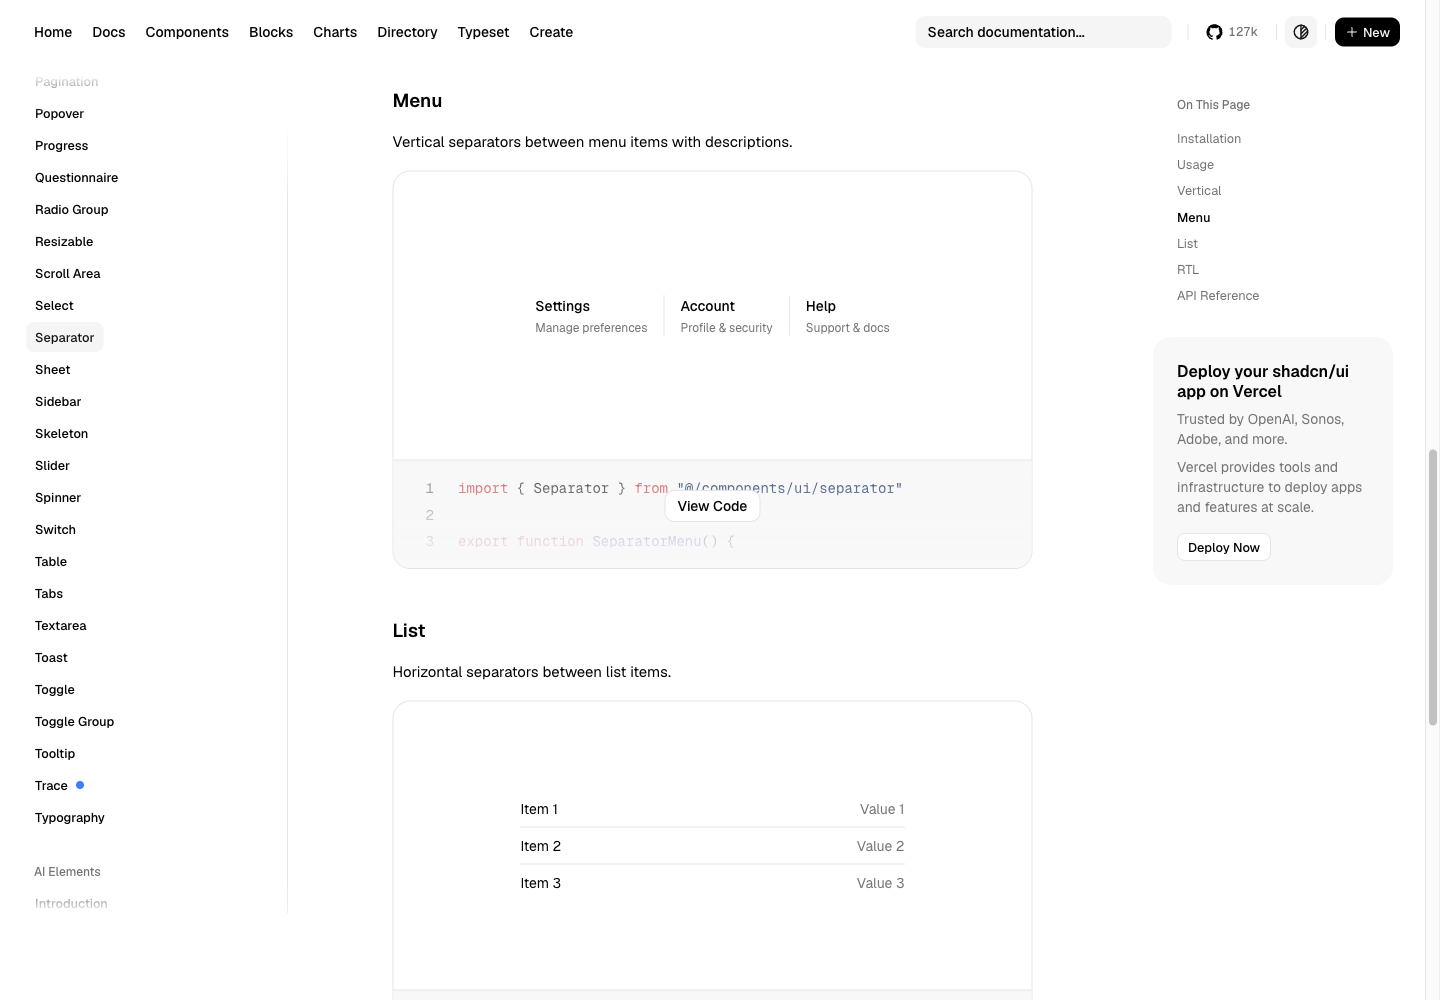 Home Docs Components Blocks Charts Directory Typeset Create Search documentation... 127k New
Pagination
Popover
Progress
Questionnaire
Radio Group
Resizable
Scroll Area
Select
Separator
Sheet
Sidebar
Skeleton
Slider
Spinner
Switch
Table
Tabs
Textarea
Toast
Toggle
Toggle Group
Tooltip
Trace
Typography
AI Elements
Introduction
Menu
Vertical separators between menu items with descriptions.
Settings Account Help
Manage preferences Profile & security Support & docs
1 import { Separator } from "@/components/ui/separator"
View Code
2
3 export function SeparatorMenu() {
List
Horizontal separators between list items.
Item 1 Value 1
Item 2 Value 2
Item 3 Value 3
On This Page
Installation
Usage
Vertical
Menu
List
RTL
API Reference
Deploy your shadcn/ui
app on Vercel
Trusted by OpenAI, Sonos,
Adobe, and more.
Vercel provides tools and
infrastructure to deploy apps
and features at scale.
Deploy Now